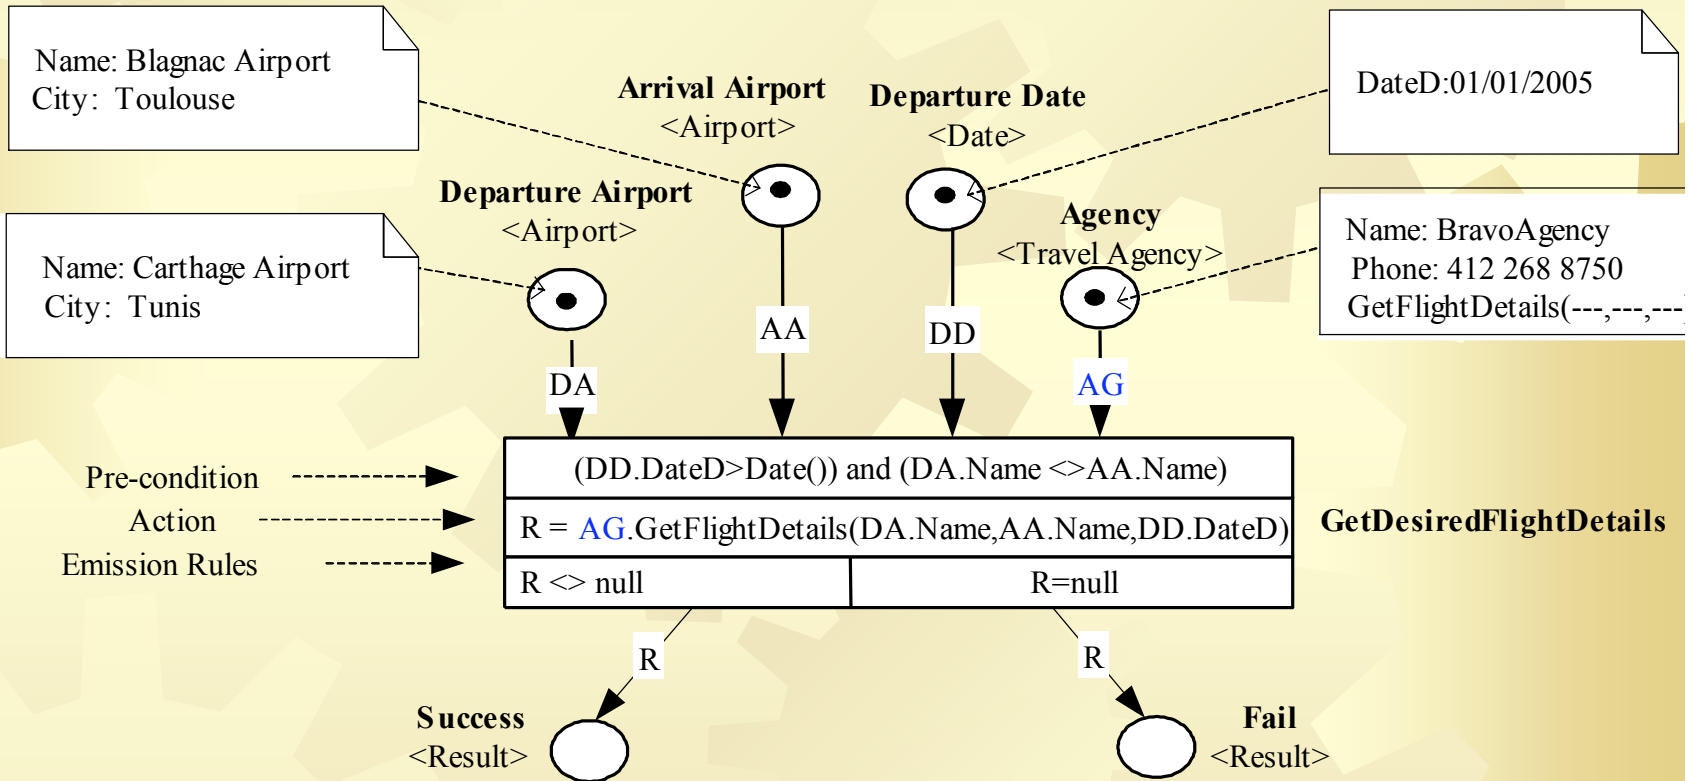 Name: Blagnac Airport
City: Toulouse
Arrival Airport
<Airport>
Departure Date
<Date>
DateD:01/01/2005
Departure Airport
<Airport>
Agency
<Travel Agency>
Name: BravoAgency
Phone: 412 268 8750
GetFlightDetails(---,---,---)
Name: Carthage Airport
City: Tunis
DA
AA
DD
AG
Pre-condition
(DD.DateD>Date()) and (DA.Name <>AA.Name)
Action
R = AG.GetFlightDetails(DA.Name,AA.Name,DD.DateD)
GetDesiredFlightDetails
Emission Rules
R <> null
R=null
R
R
Success
<Result>
Fail
<Result>